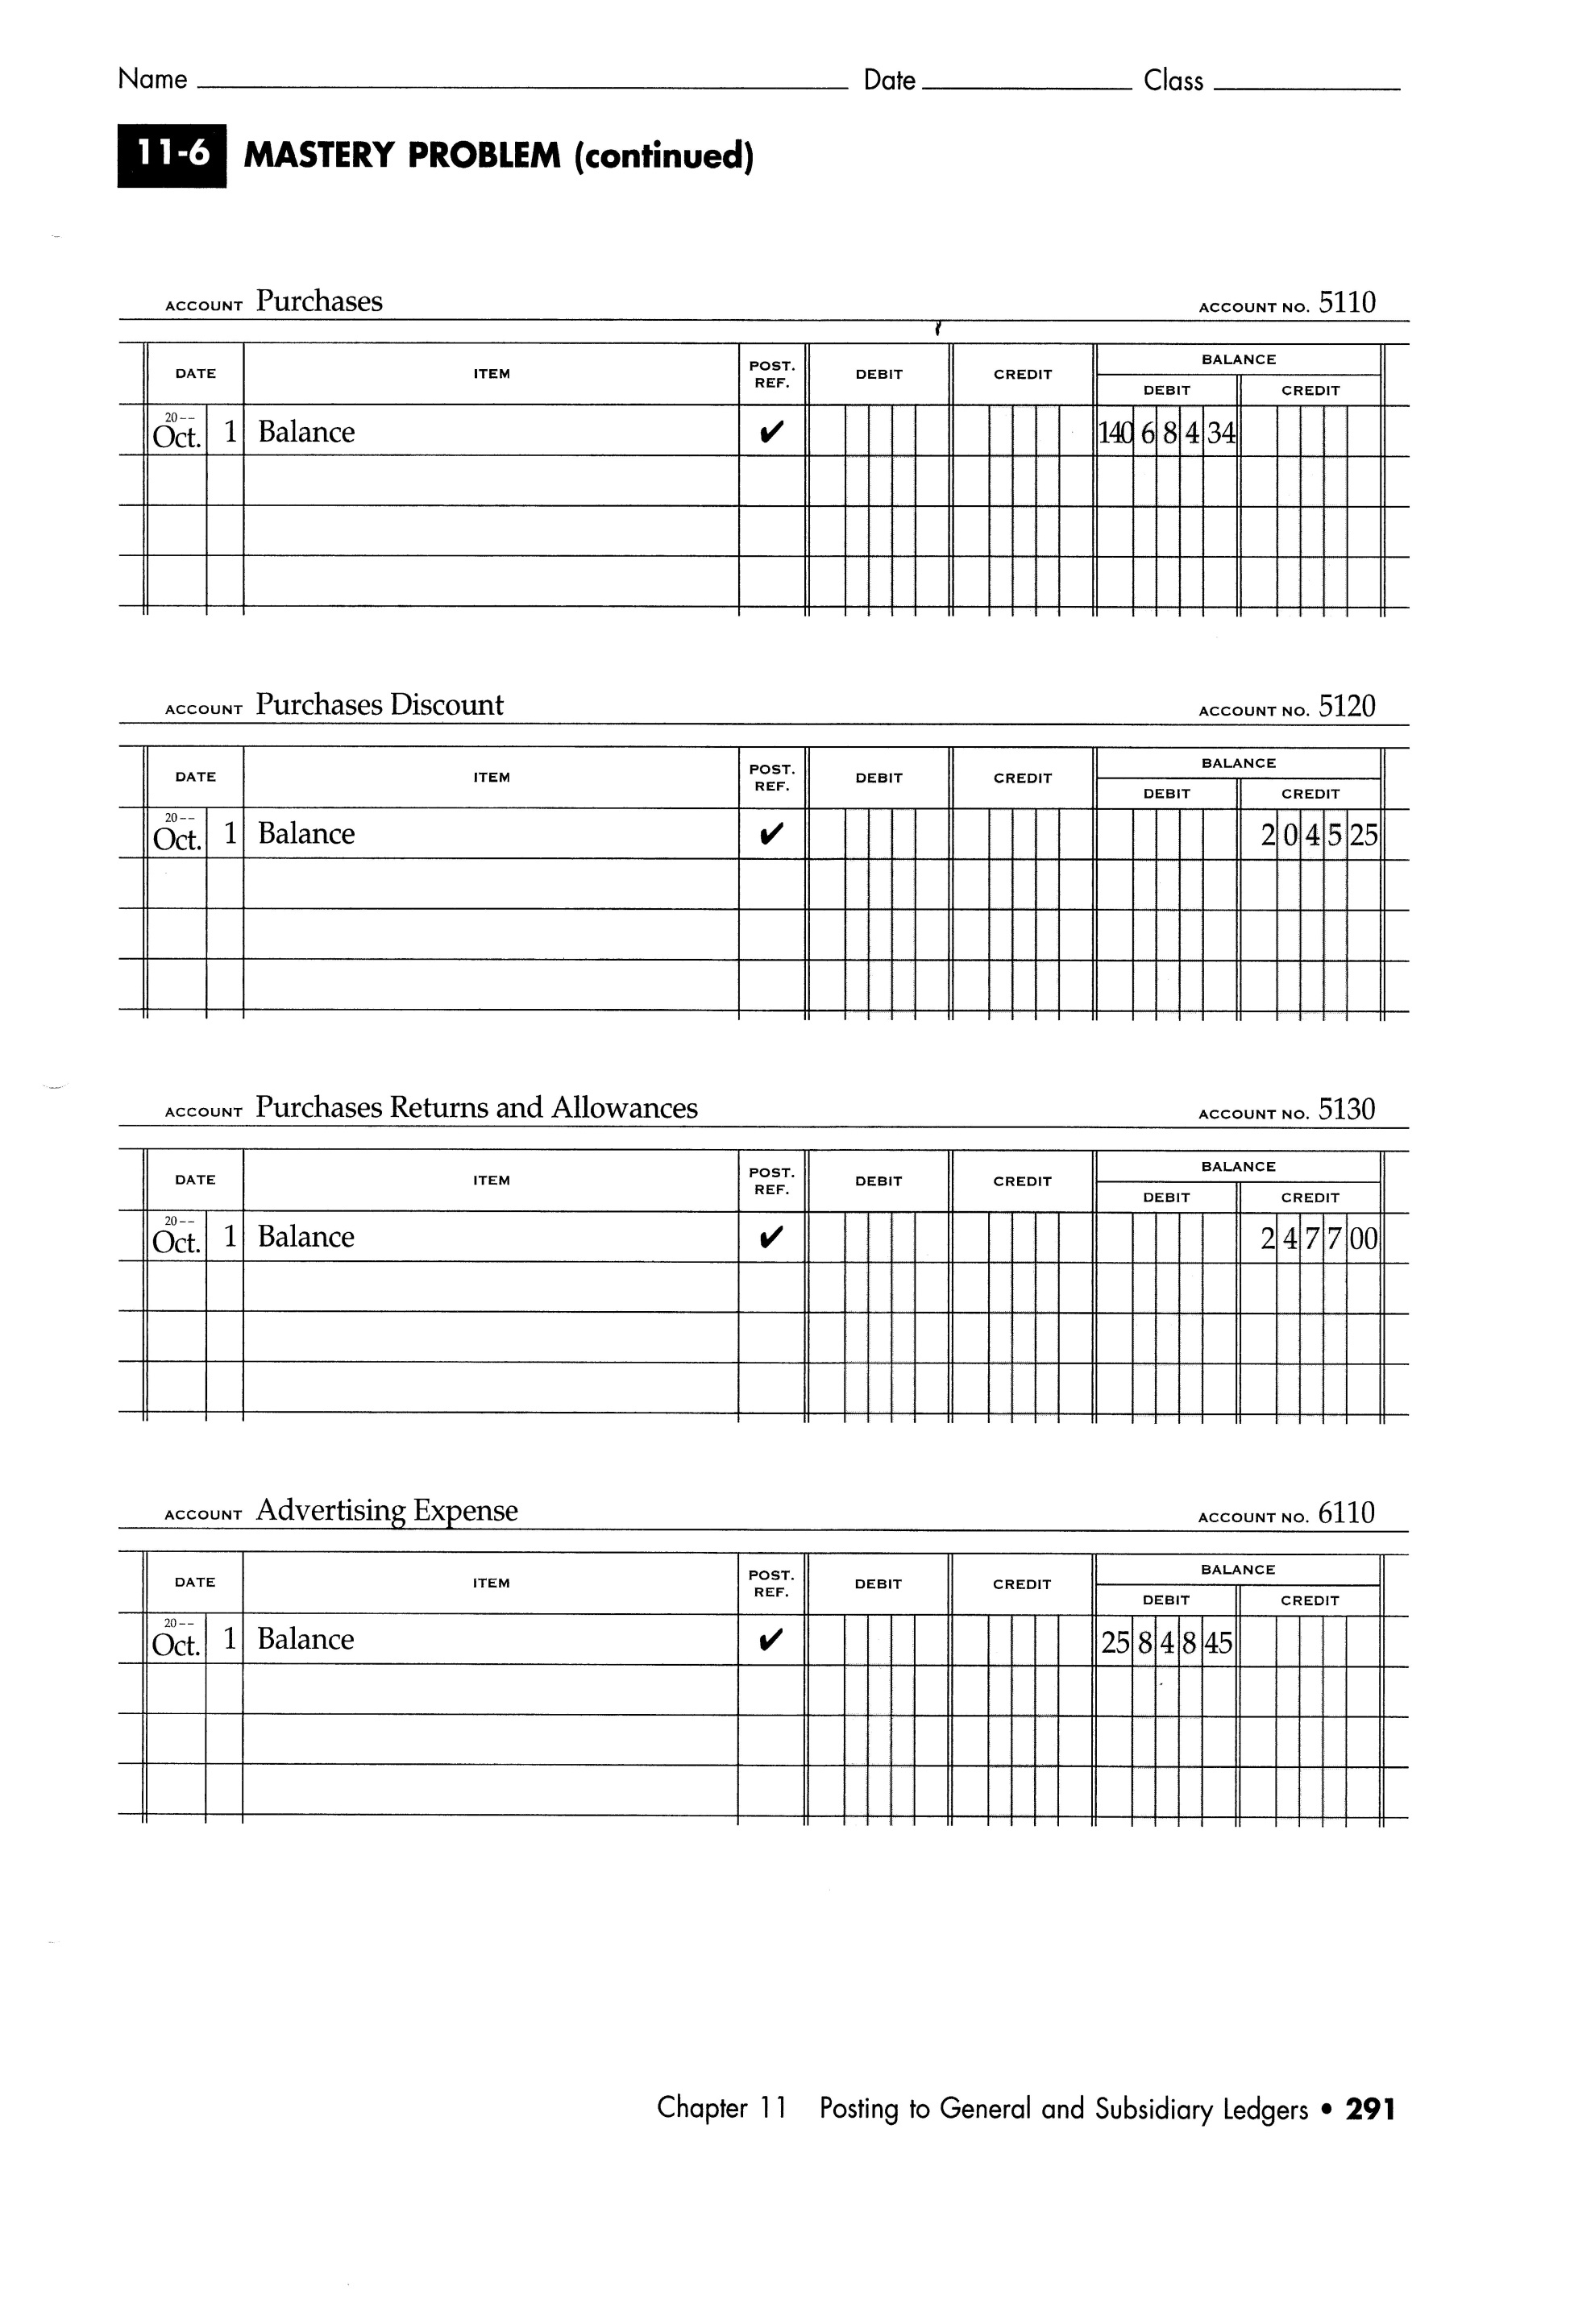 Name Date Class
11-6 MASTERY PROBLEM (continued)
ACCOUNT Purchases ACCOUNT NO. 5110
DATE ITEM POST. REF. DEBIT CREDIT BALANCE
DEBIT CREDIT
20--
Oct. 1 Balance ✔ 140 6 8 4 34
ACCOUNT Purchases Discount ACCOUNT NO. 5120
DATE ITEM POST. REF. DEBIT CREDIT BALANCE
DEBIT CREDIT
20--
Oct. 1 Balance ✔ 2 0 4 5 25
ACCOUNT Purchases Returns and Allowances ACCOUNT NO. 5130
DATE ITEM POST. REF. DEBIT CREDIT BALANCE
DEBIT CREDIT
20--
Oct. 1 Balance ✔ 2 4 7 7 00
ACCOUNT Advertising Expense ACCOUNT NO. 6110
DATE ITEM POST. REF. DEBIT CREDIT BALANCE
DEBIT CREDIT
20--
Oct. 1 Balance ✔ 25 8 4 8 45
Chapter 11 Posting to General and Subsidiary Ledgers • 291